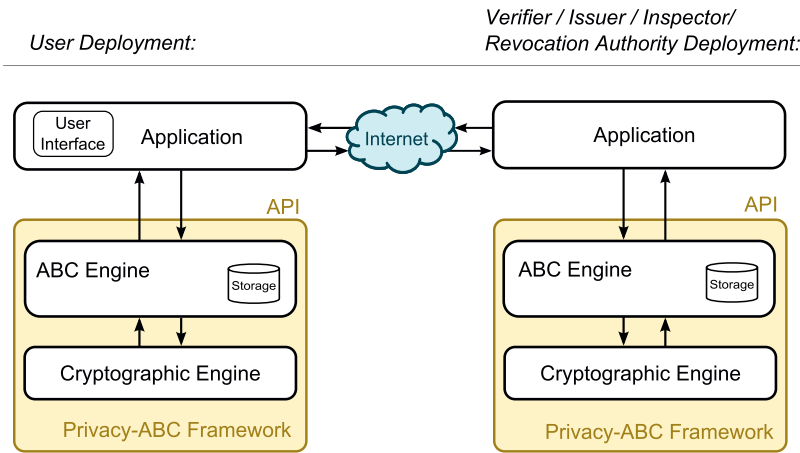 User Deployment:
Verifier / Issuer / Inspector/
Revocation Authority Deployment:
User
Interface
Application
Internet
Application
API
API
ABC Engine
Storage
ABC Engine
Storage
Cryptographic Engine
Cryptographic Engine
Privacy-ABC Framework
Privacy-ABC Framework